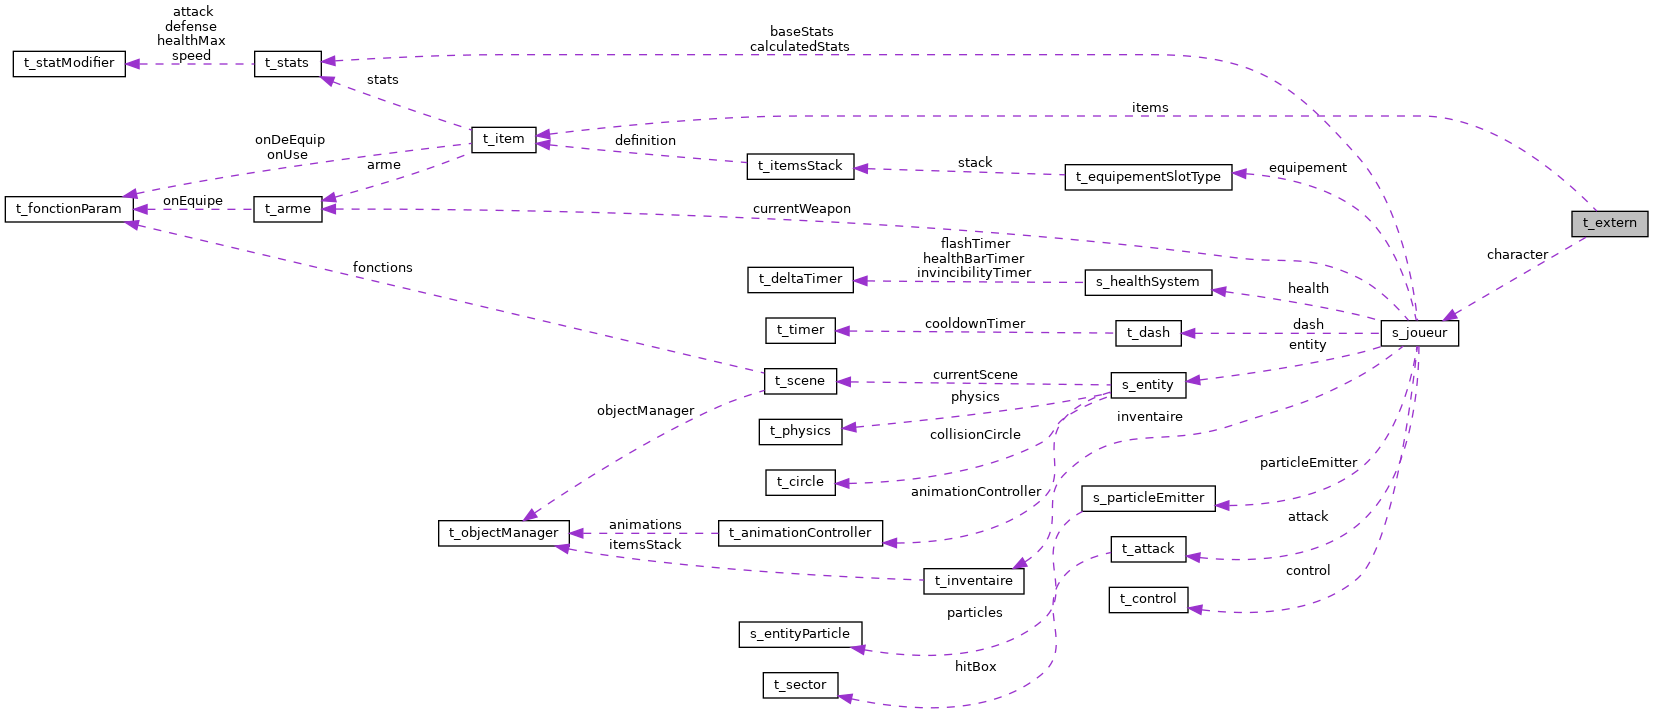 attack
defense
healthMax
speed
t_statModifier
t_stats
baseStats
calculatedStats
stats
items
onDeEquip
onUse
t_item
definition
arme
t_itemsStack
stack
t_equipementSlotType
equipement
t_fonctionParam
onEquipe
t_arme
currentWeapon
t_extern
flashTimer
healthBarTimer
invincibilityTimer
character
fonctions
t_deltaTimer
s_healthSystem
health
t_timer
cooldownTimer
t_dash
dash
s_joueur
entity
t_scene
currentScene
s_entity
physics
objectManager
t_physics
inventaire
collisionCircle
t_circle
particleEmitter
animationController
s_particleEmitter
attack
t_objectManager
animations
t_animationController
itemsStack
t_attack
control
t_inventaire
t_control
particles
s_entityParticle
hitBox
t_sector